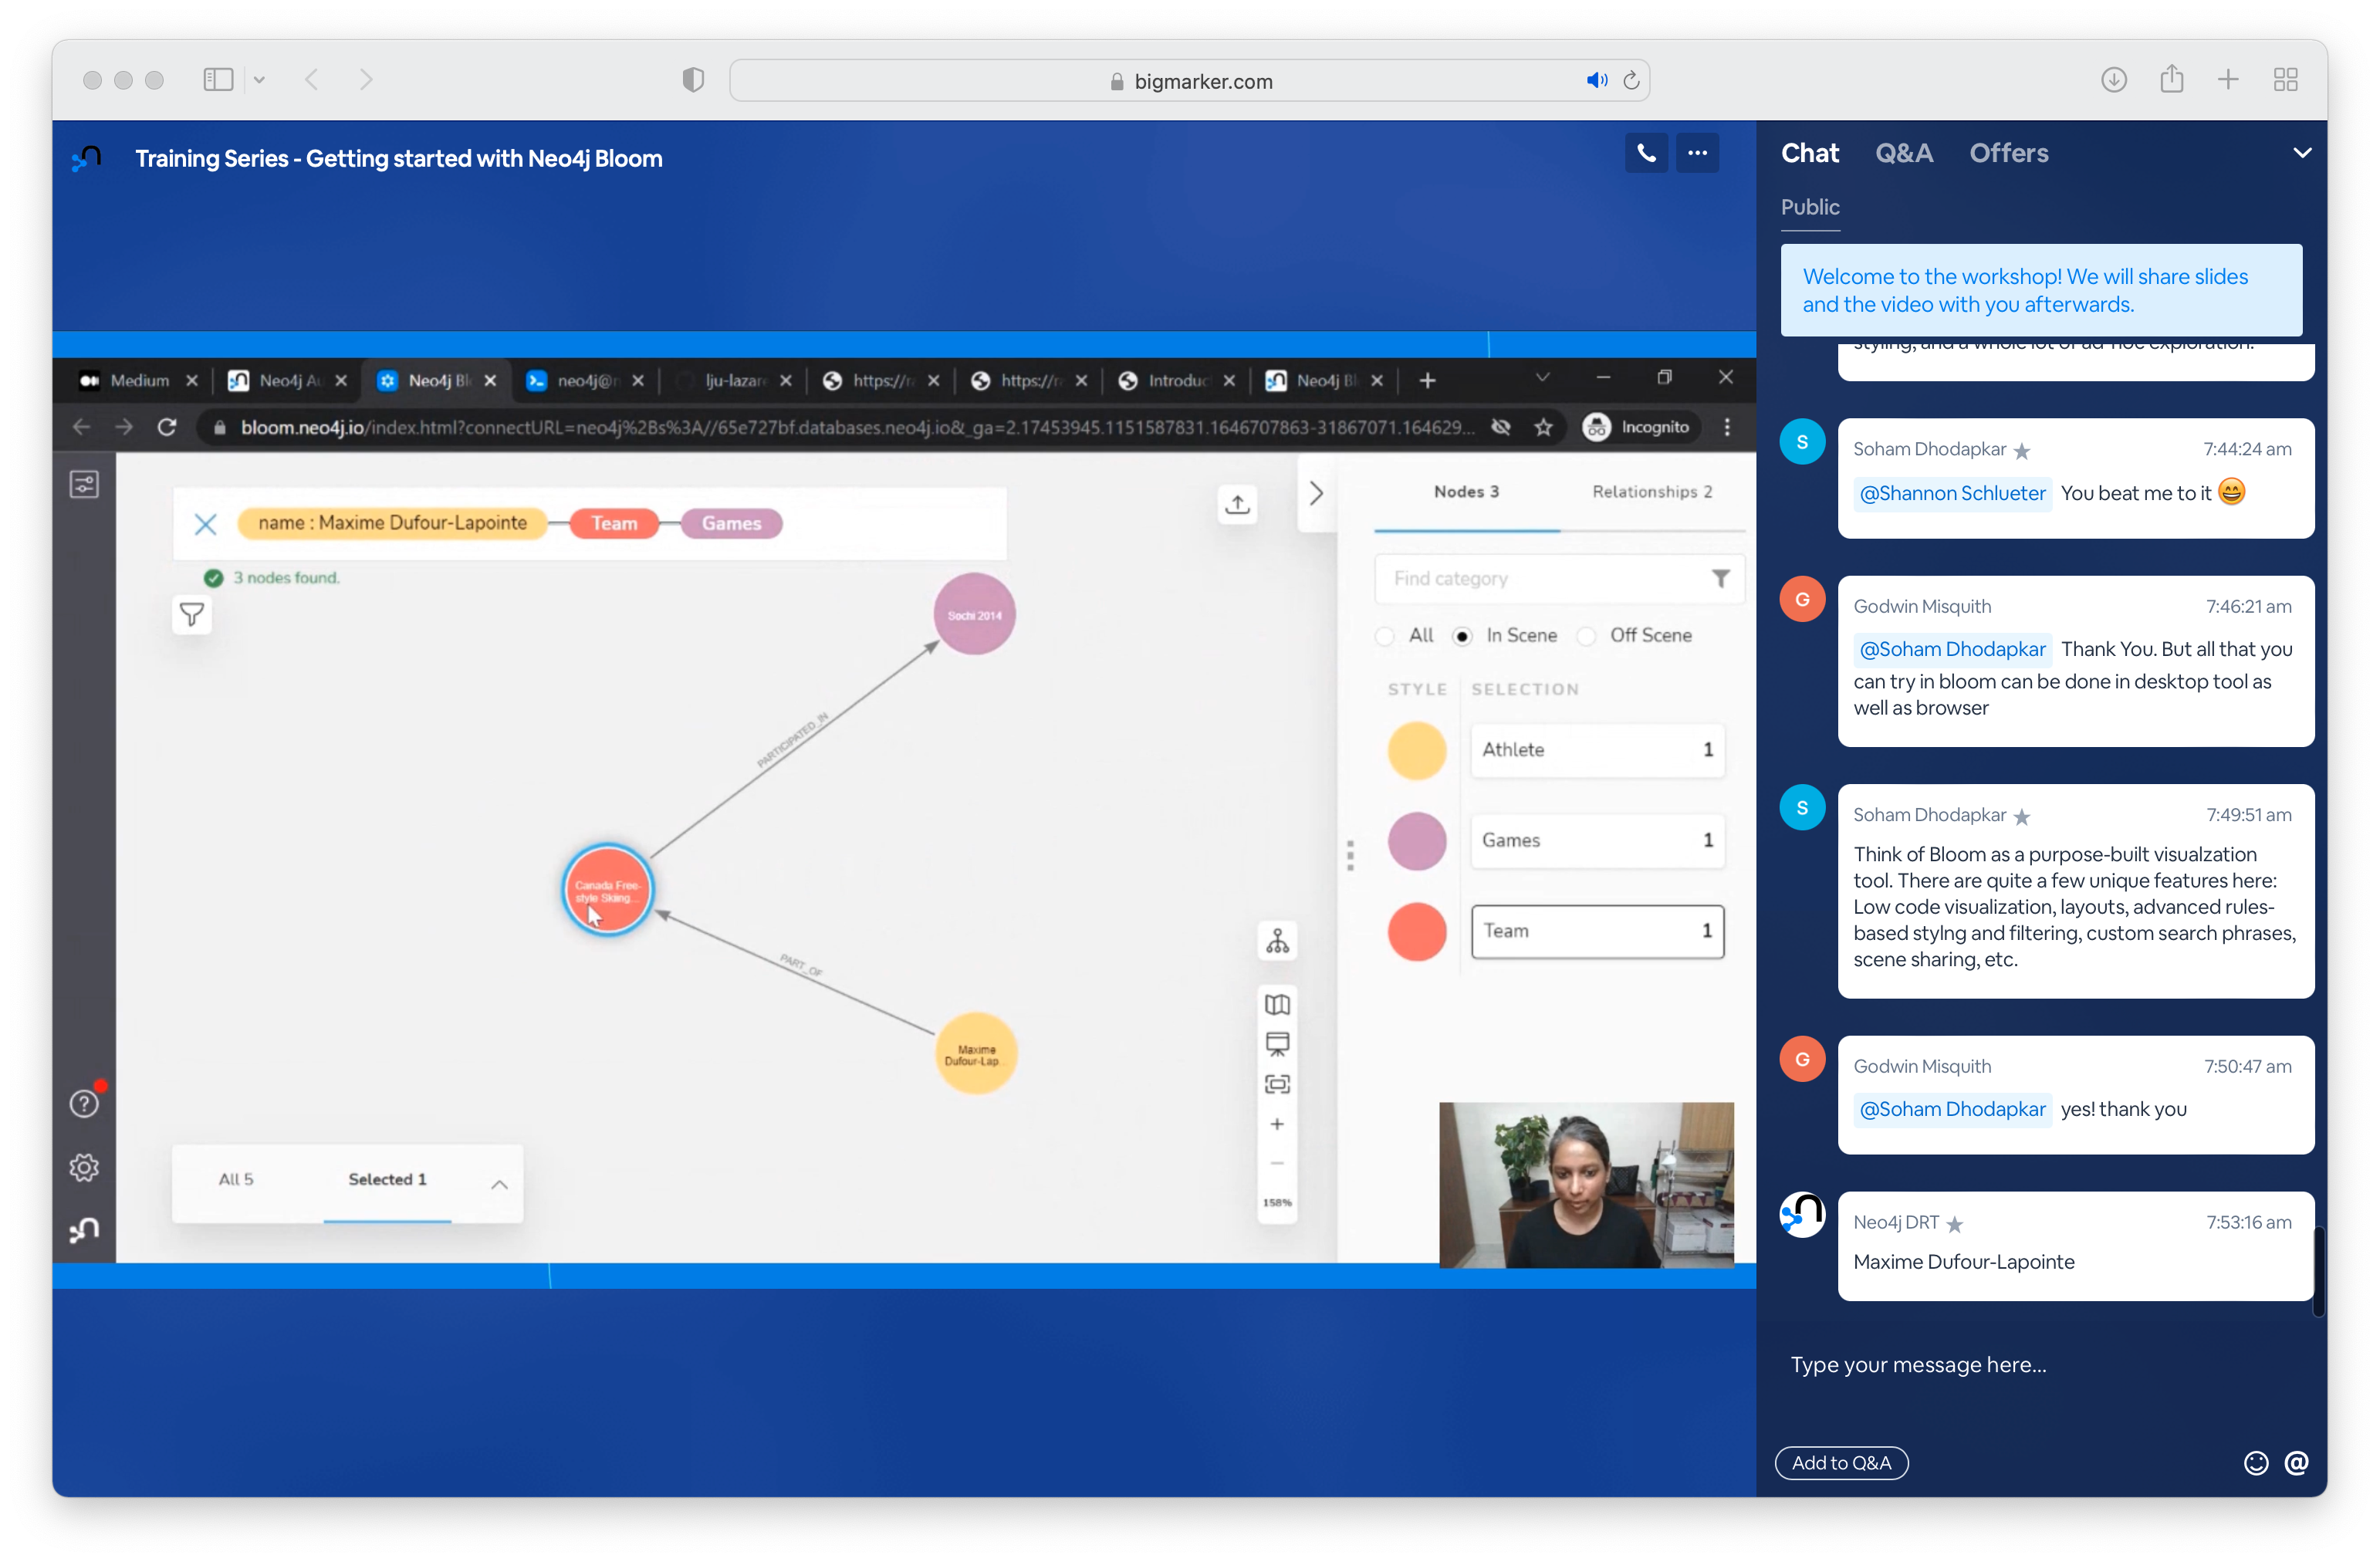 bigmarker.com
Training Series - Getting started with Neo4j Bloom
Chat Q&A Offers
Public
Welcome to the workshop! We will share slides
and the video with you afterwards.
styling, and a whole lot of ad-hoc exploration.
Soham Dhodapkar 7:44:24 am
@Shannon Schlueter You beat me to it 😄
Godwin Misquith 7:46:21 am
@Soham Dhodapkar Thank You. But all that you
can try in bloom can be done in desktop tool as
well as browser
Soham Dhodapkar 7:49:51 am
Think of Bloom as a purpose-built visualzation
tool. There are quite a few unique features here:
Low code visualization, layouts, advanced rules-
based stylng and filtering, custom search phrases,
scene sharing, etc.
Godwin Misquith 7:50:47 am
@Soham Dhodapkar yes! thank you
Neo4j DRT 7:53:16 am
Maxime Dufour-Lapointe
Type your message here...
Add to Q&A
S
G
S
G
Medium Neo4j Au Neo4j Bl neo4j@ lju-lazar https://r https://r Introduc Neo4j Bl
bloom.neo4j.io/index.html?connectURL=neo4j%2Bs%3A//65e727bf.databases.neo4j.io&_ga=2.17453945.1151587831.1646707863-31867071.164629... Incognito
name : Maxime Dufour-Lapointe Team Games
3 nodes found.
Sochi 2014
PARTICIPATED_IN
Canada Free-
style Skiing...
PART_OF
Maxime
Dufour-Lap...
All 5 Selected 1
158%
Nodes 3 Relationships 2
Find category
All In Scene Off Scene
STYLE SELECTION
Athlete 1
Games 1
Team 1